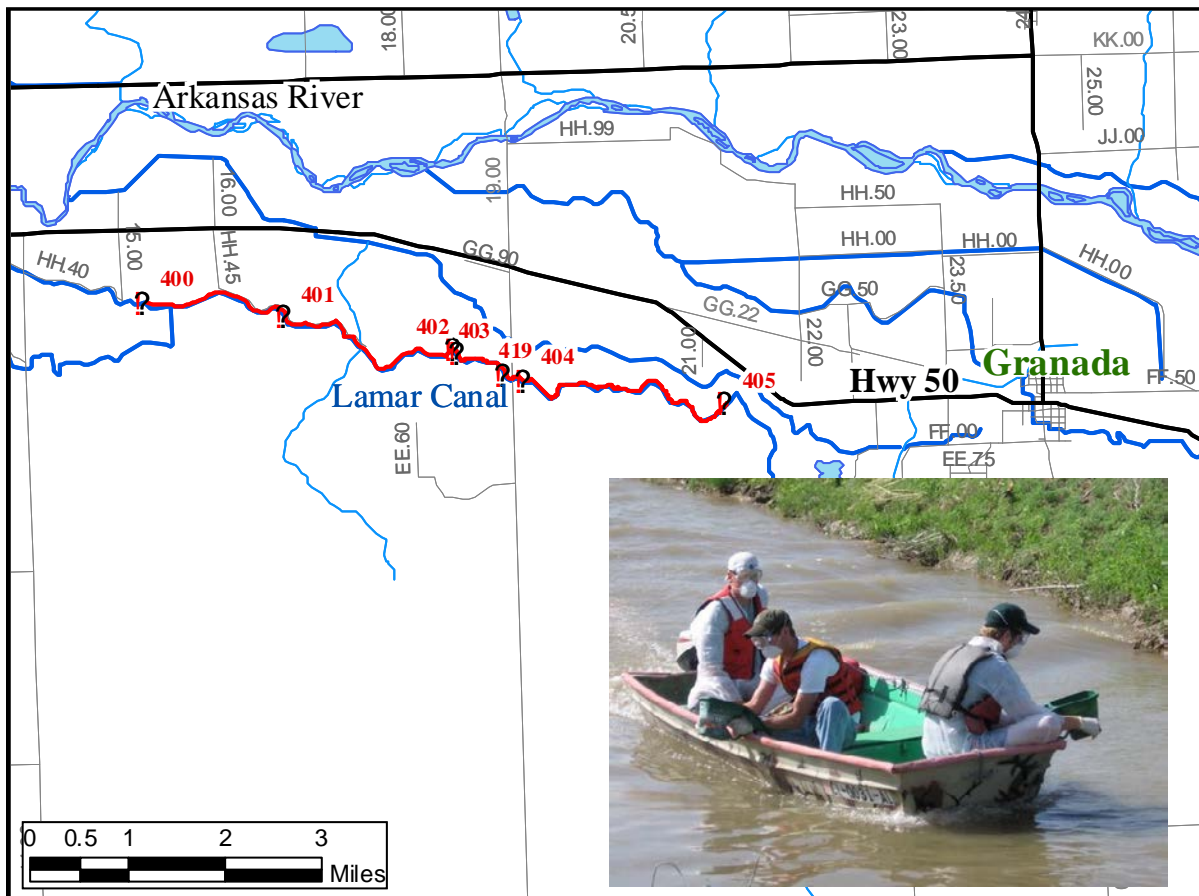 18.00
20.5
23.00
24
KK.00
25.00
Arkansas River
HH.99
JJ.00
19.00
16.00
HH.50
15.00
HH.45
HH.00
HH.00
HH.00
HH.40
GG.90
23.50
400
401
GG.50
GG.22
22.00
402
403
21.00
419
404
Granada
405
Hwy 50
FF.50
Lamar Canal
FF.00
EE.60
EE.75
0 0.5 1 2 3
Miles